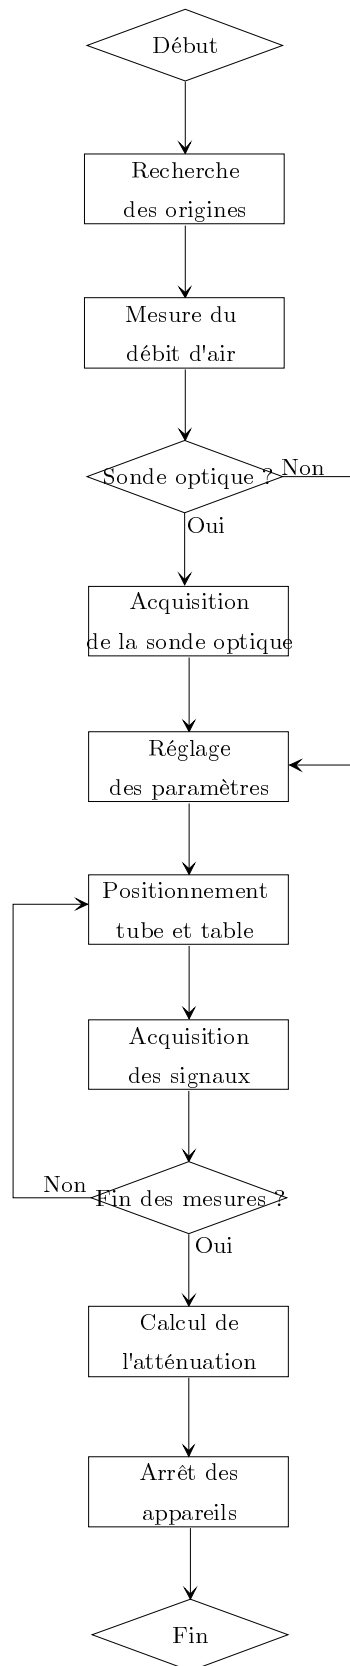 Début
Recherche
des origines
Mesure du
débit d'air
Sonde optique ?
Non
Oui
Acquisition
de la sonde optique
Réglage
des paramètres
Positionnement
tube et table
Acquisition
des signaux
Non
Fin des mesures ?
Oui
Calcul de
l'atténuation
Arrêt des
appareils
Fin